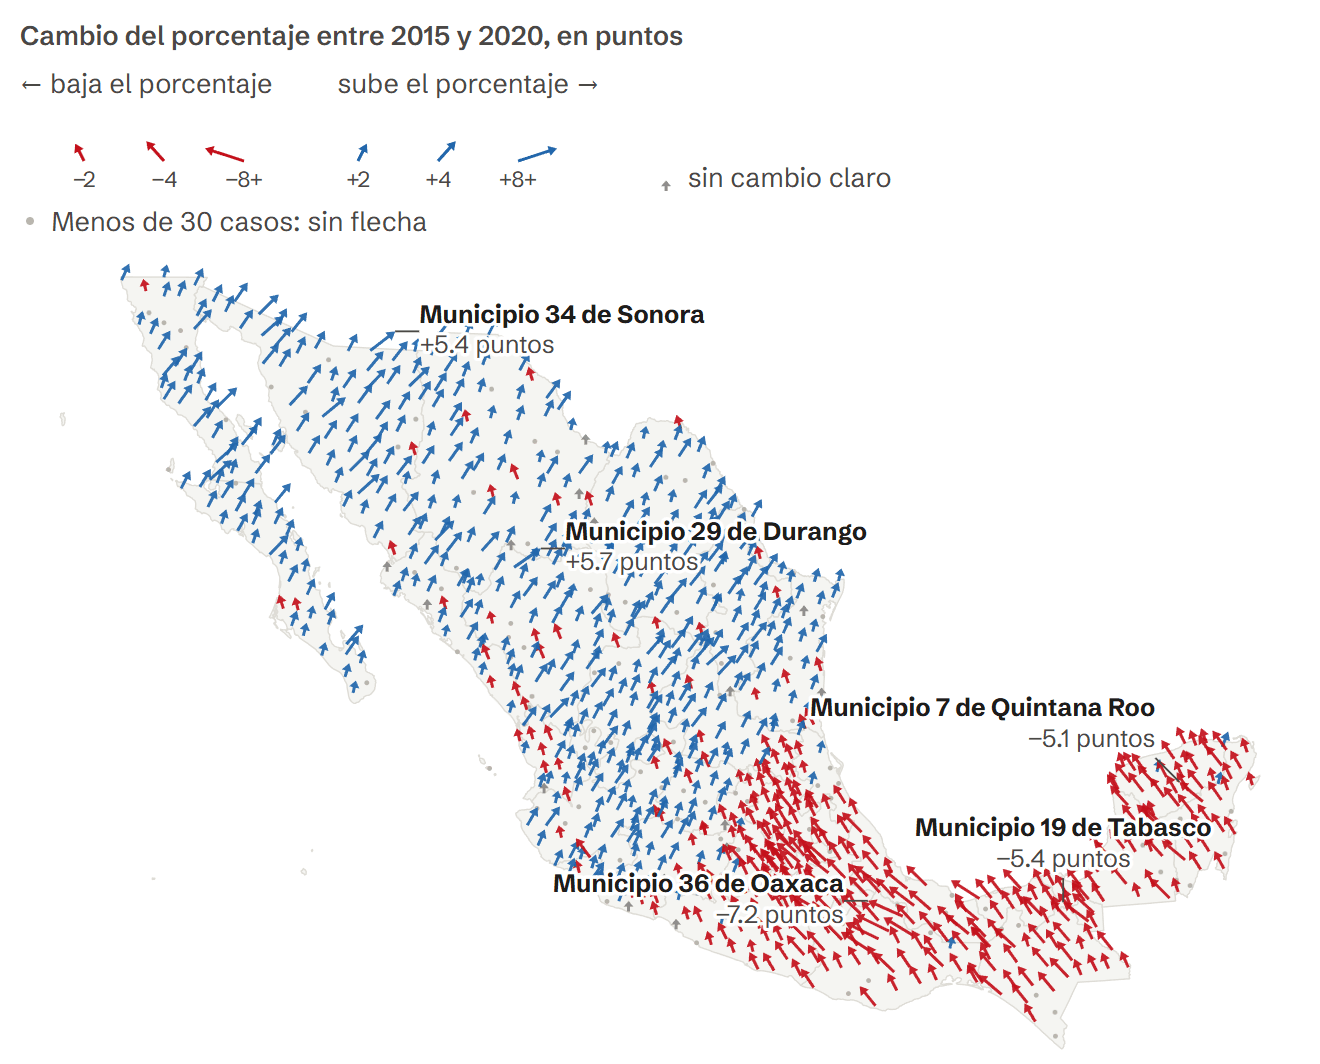 Cambio del porcentaje entre 2015 y 2020, en puntos
← baja el porcentaje
sube el porcentaje →
−2
−4
−8+
+2
+4
+8+
sin cambio claro
Menos de 30 casos: sin flecha
Municipio 34 de Sonora
+5.4 puntos
Municipio 29 de Durango
+5.7 puntos
Municipio 7 de Quintana Roo
−5.1 puntos
Municipio 19 de Tabasco
−5.4 puntos
Municipio 36 de Oaxaca
−7.2 puntos